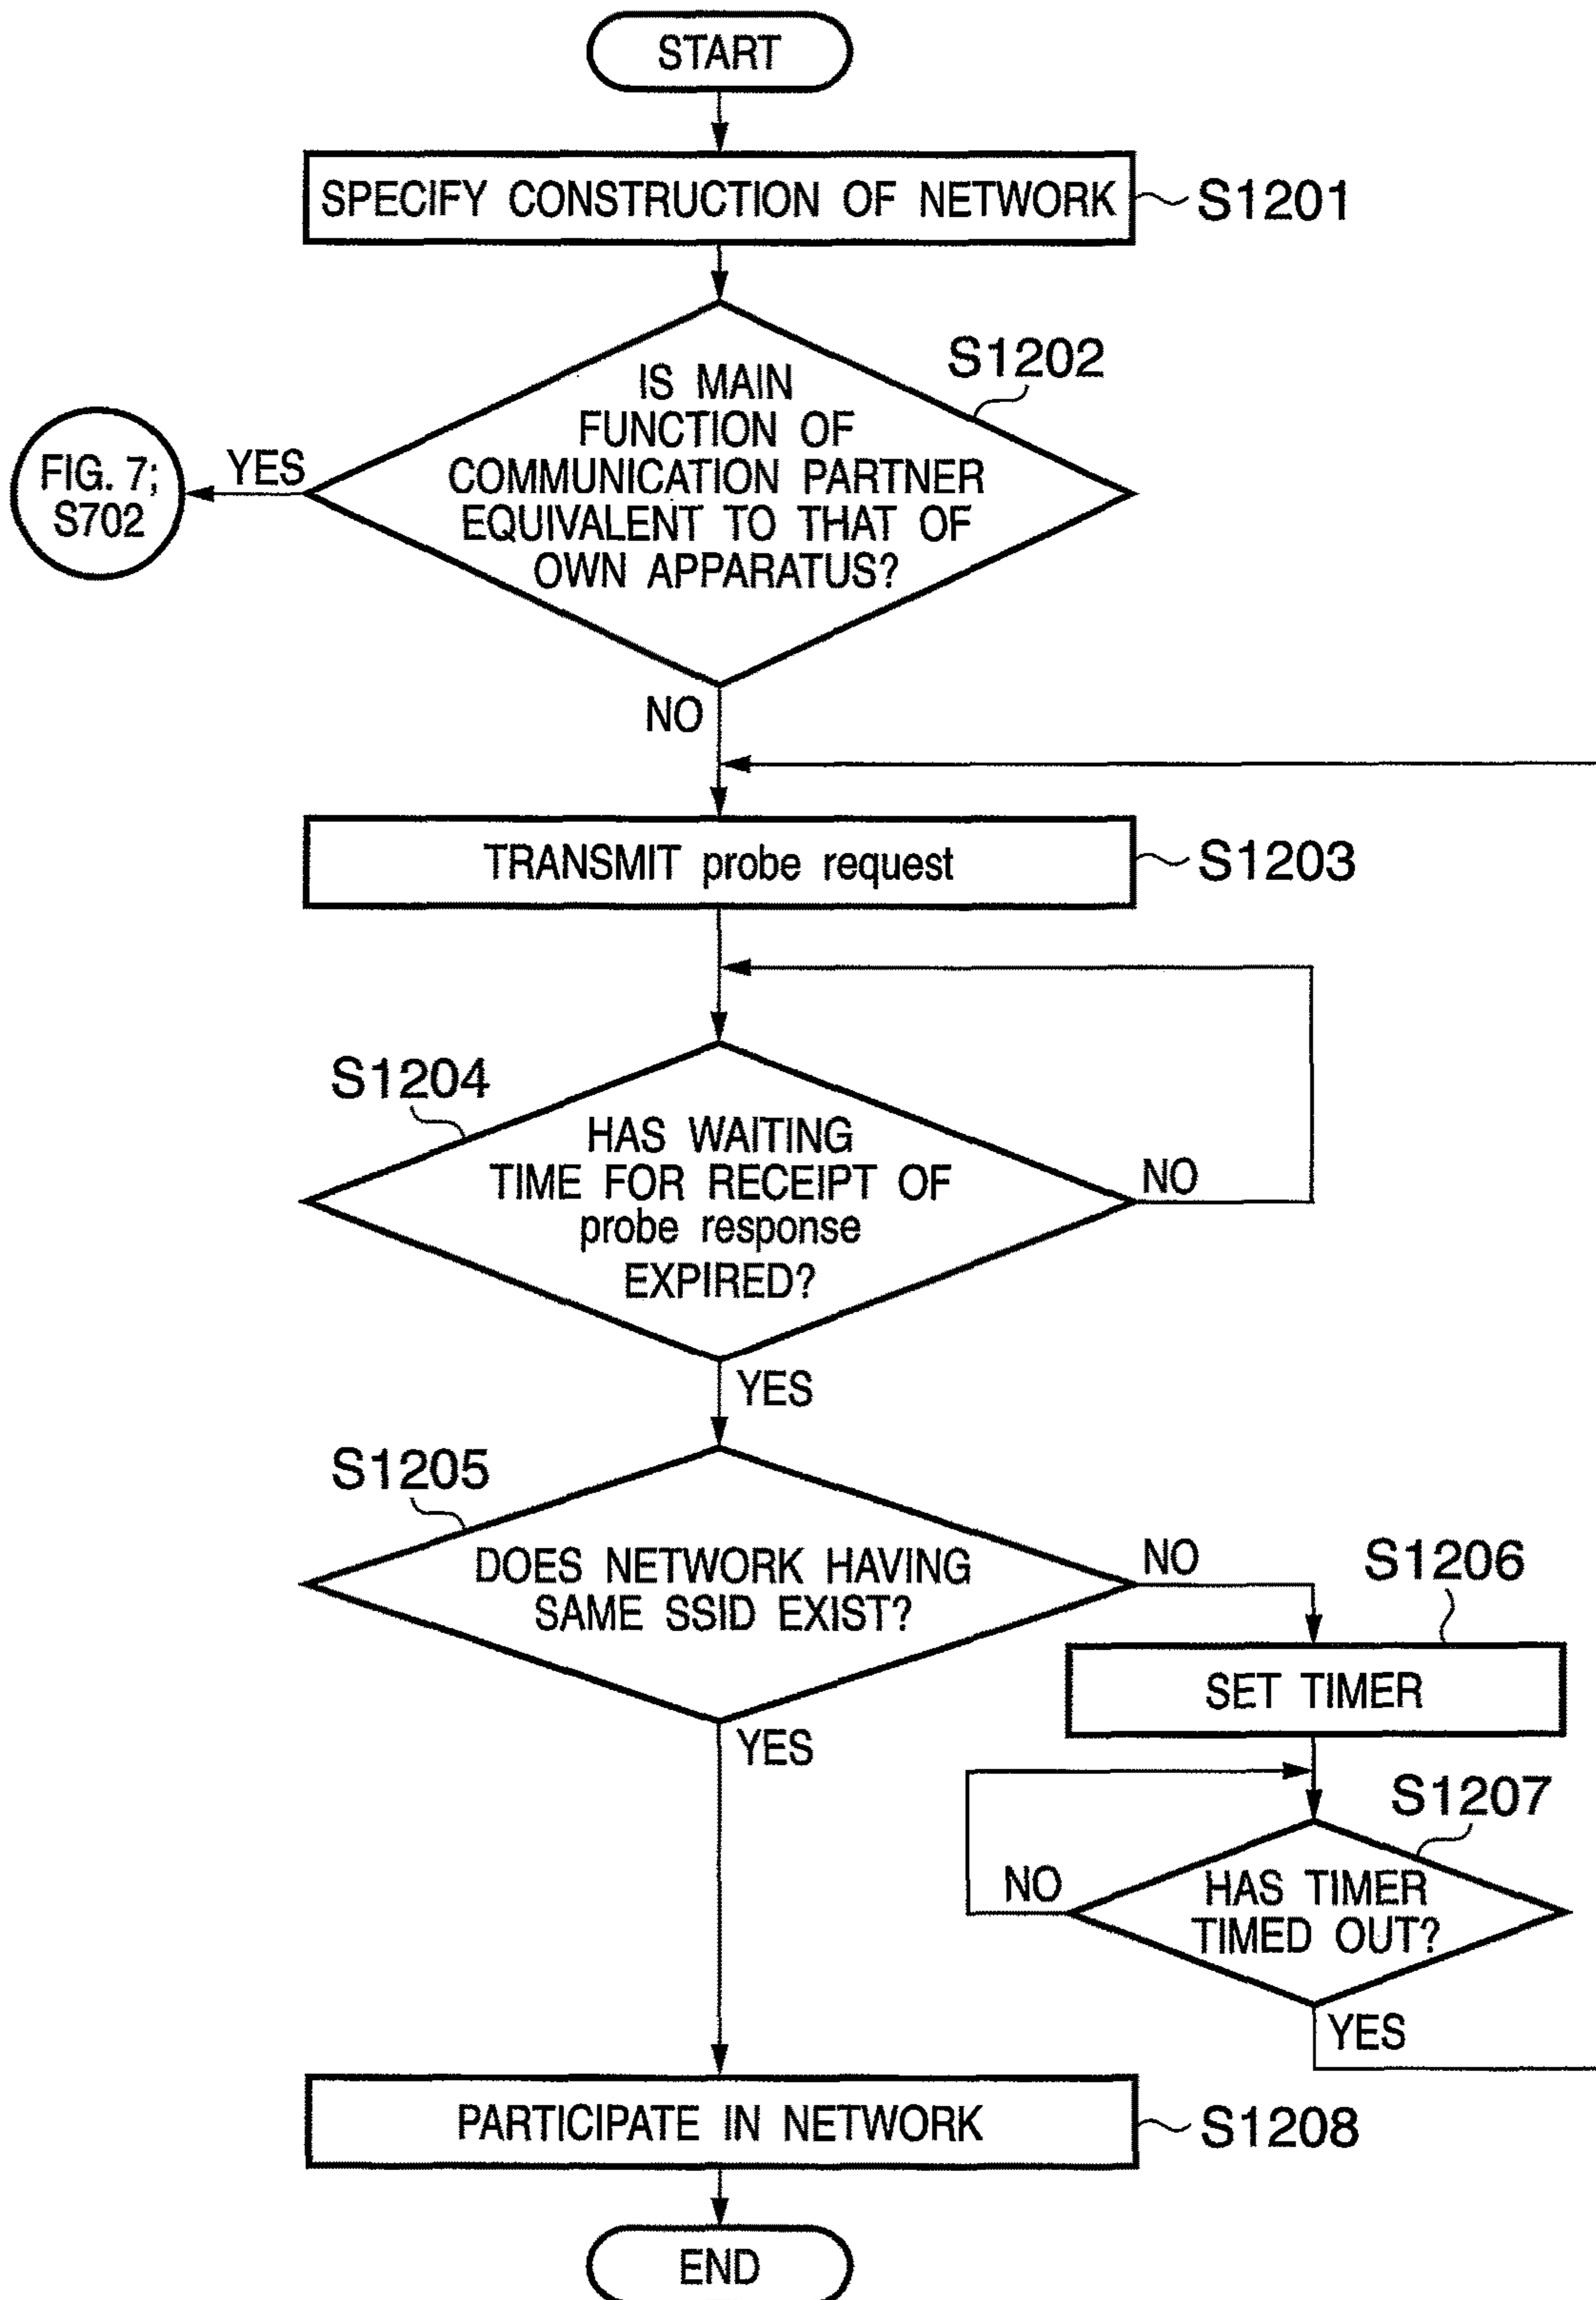 START
SPECIFY CONSTRUCTION OF NETWORK
S1201
S1202
IS MAIN
FUNCTION OF
COMMUNICATION PARTNER
EQUIVALENT TO THAT OF
OWN APPARATUS?
YES
FIG. 7;
S702
NO
TRANSMIT probe request
S1203
S1204
HAS WAITING
TIME FOR RECEIPT OF
probe response
EXPIRED?
NO
YES
S1205
DOES NETWORK HAVING
SAME SSID EXIST?
NO
S1206
SET TIMER
YES
S1207
HAS TIMER
TIMED OUT?
NO
YES
PARTICIPATE IN NETWORK
S1208
END